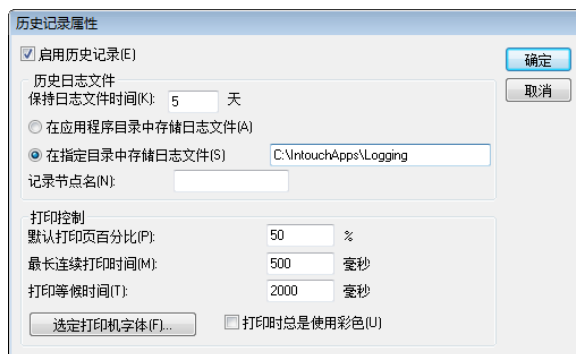 历史记录属性
启用历史记录(E)
确定
历史日志文件
取消
保持日志文件时间(K): 5 天
在应用程序目录中存储日志文件(A)
在指定目录中存储日志文件(S) C:\IntouchApps\Logging
记录节点名(N):
打印控制
默认打印页百分比(P): 50 %
最长连续打印时间(M): 500 毫秒
打印等候时间(T): 2000 毫秒
选定打印机字体(F)... 打印时总是使用彩色(U)